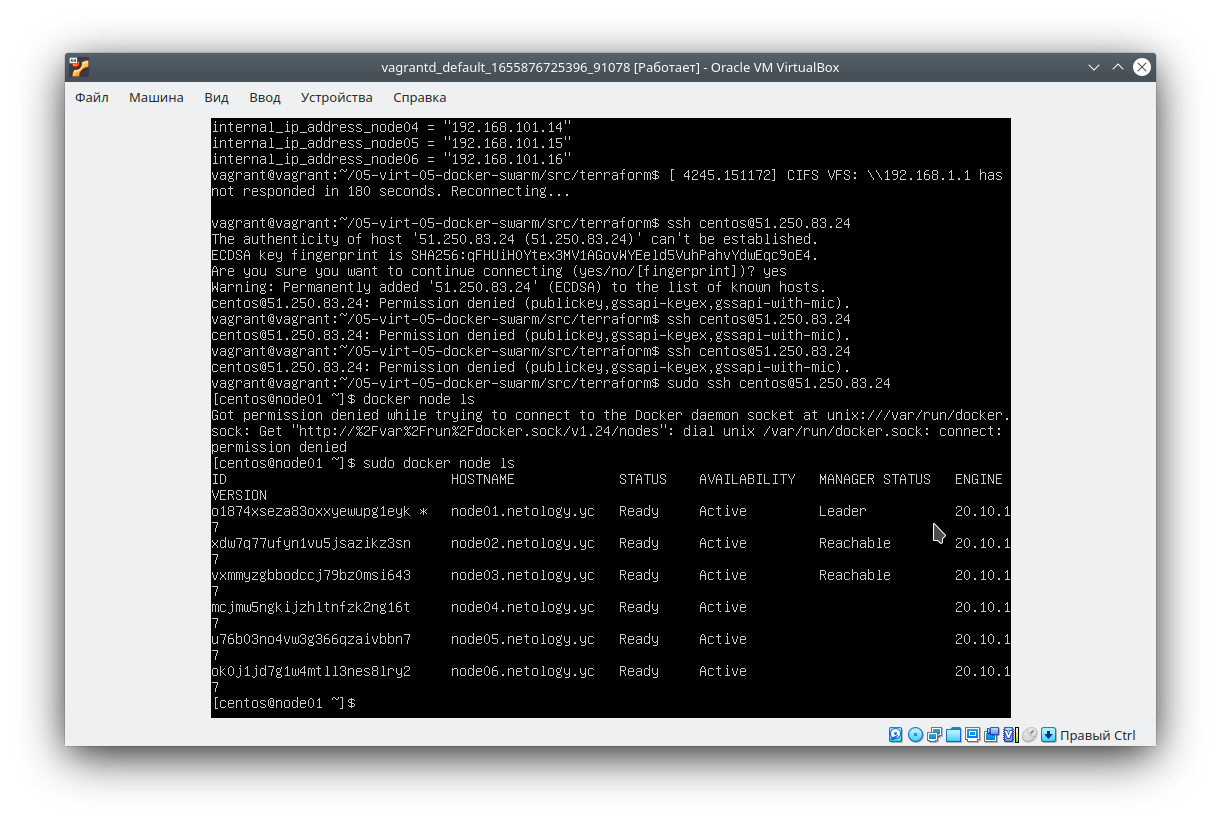 vagrantd_default_1655876725396_91078 [Работает] - Oracle VM VirtualBox
Файл Машина Вид Ввод Устройства Справка
internal_ip_address_node04 = "192.168.101.14"
internal_ip_address_node05 = "192.168.101.15"
internal_ip_address_node06 = "192.168.101.16"
vagrant@vagrant:~/05-virt-05-docker-swarm/src/terraform$ [ 4245.151172] CIFS VFS: \\192.168.1.1 has
not responded in 180 seconds. Reconnecting...
vagrant@vagrant:~/05-virt-05-docker-swarm/src/terraform$ ssh centos@51.250.83.24
The authenticity of host '51.250.83.24 (51.250.83.24)' can't be established.
ECDSA key fingerprint is SHA256:qFHUiHOYtex3MV1AGovWYEeld5VuhPahvYdwEqc9oE4.
Are you sure you want to continue connecting (yes/no/[fingerprint])? yes
Warning: Permanently added '51.250.83.24' (ECDSA) to the list of known hosts.
centos@51.250.83.24: Permission denied (publickey,gssapi-keyex,gssapi-with-mic).
vagrant@vagrant:~/05-virt-05-docker-swarm/src/terraform$ ssh centos@51.250.83.24
centos@51.250.83.24: Permission denied (publickey,gssapi-keyex,gssapi-with-mic).
vagrant@vagrant:~/05-virt-05-docker-swarm/src/terraform$ ssh centos@51.250.83.24
centos@51.250.83.24: Permission denied (publickey,gssapi-keyex,gssapi-with-mic).
vagrant@vagrant:~/05-virt-05-docker-swarm/src/terraform$ sudo ssh centos@51.250.83.24
[centos@node01 ~]$ docker node ls
Got permission denied while trying to connect to the Docker daemon socket at unix:///var/run/docker.
sock: Get "http://%2Fvar%2Frun%2Fdocker.sock/v1.24/nodes": dial unix /var/run/docker.sock: connect:
permission denied
[centos@node01 ~]$ sudo docker node ls
ID HOSTNAME STATUS AVAILABILITY MANAGER STATUS ENGINE
VERSION
o1874xseza83oxxyewupg1eyk * node01.netology.yc Ready Active Leader 20.10.1
7
xdw7q77ufyn1vu5jsazikz3sn node02.netology.yc Ready Active Reachable 20.10.1
7
vxmmyzgbbodccj79bz0msi643 node03.netology.yc Ready Active Reachable 20.10.1
7
mcjmw5ngkijzhltnfzk2ng16t node04.netology.yc Ready Active 20.10.1
7
u76b03no4vw3g366qzaivbbn7 node05.netology.yc Ready Active 20.10.1
7
ok0j1jd7g1w4mtll3nes8lry2 node06.netology.yc Ready Active 20.10.1
7
[centos@node01 ~]$
Правый Ctrl